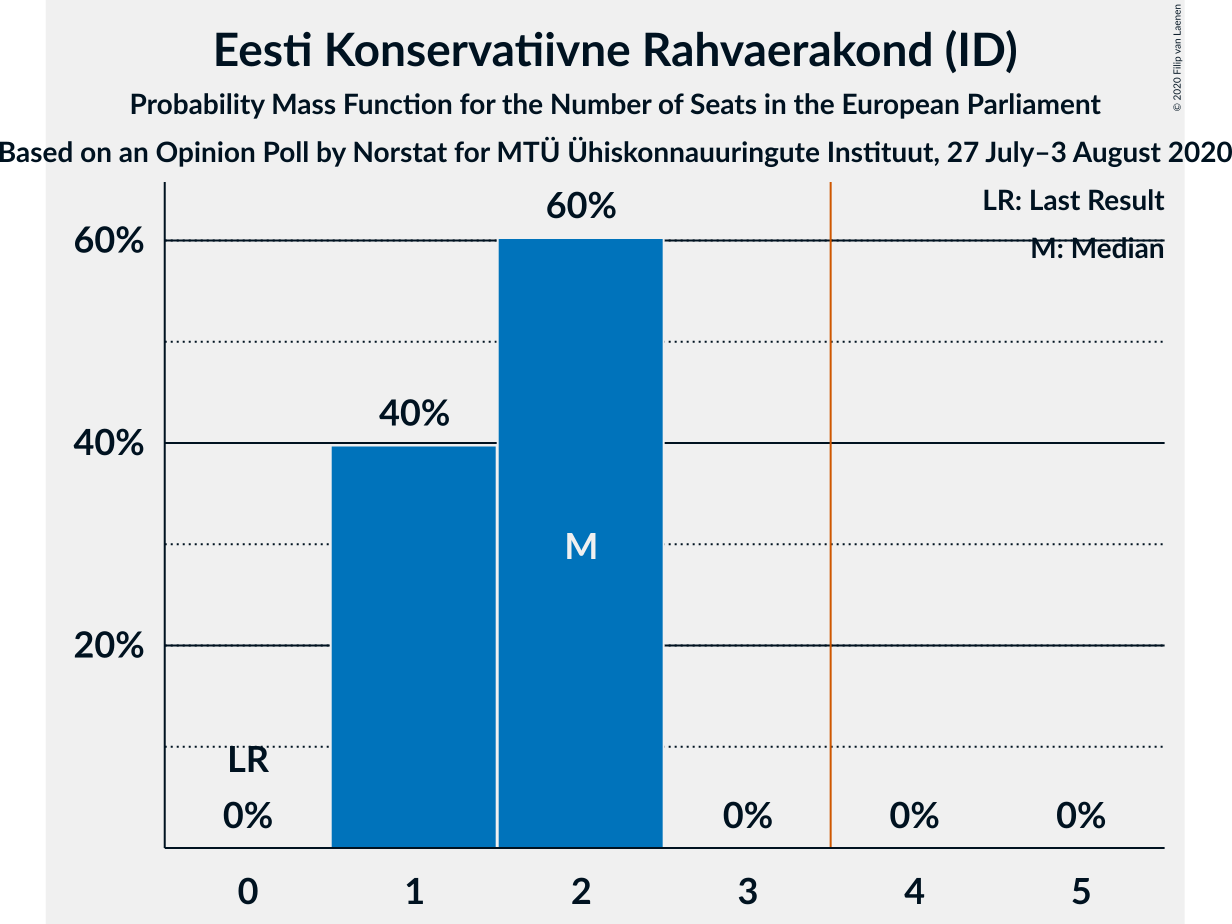 Eesti Konservatiivne Rahvaerakond (ID)
Probability Mass Function for the Number of Seats in the European Parliament
Based on an Opinion Poll by Norstat for MTÜ Ühiskonnauuringute Instituut, 27 July–3 August 2020
© 2020 Filip van Laenen
LR: Last Result
M: Median
60%
60%
40%
40%
M
20%
LR
0%
0%
0%
0%
0
1
2
3
4
5